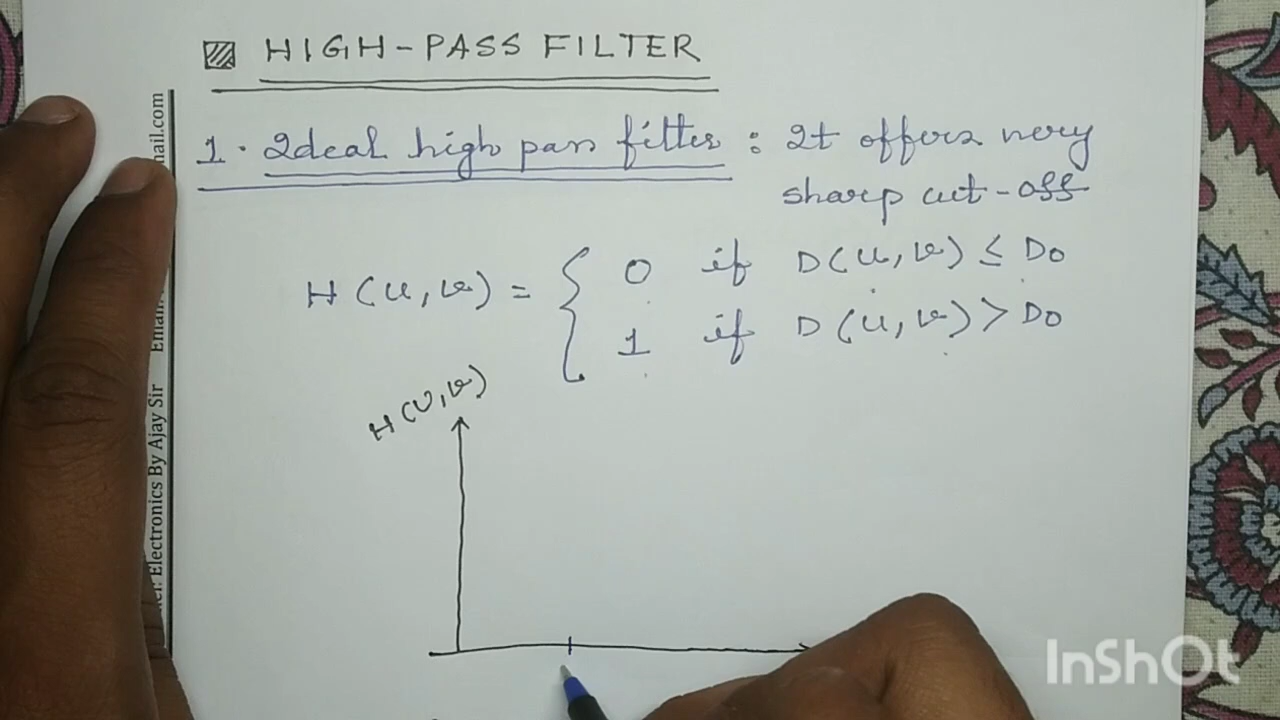 HIGH-PASS FILTER
1. Ideal high pass filter : It offers very
sharp cut-off
H(u,v) = { 0 if D(u,v) ≤ D0
1 if D(u,v) > D0
H(U,v)
Electronics By Ajay Sir
InShOt